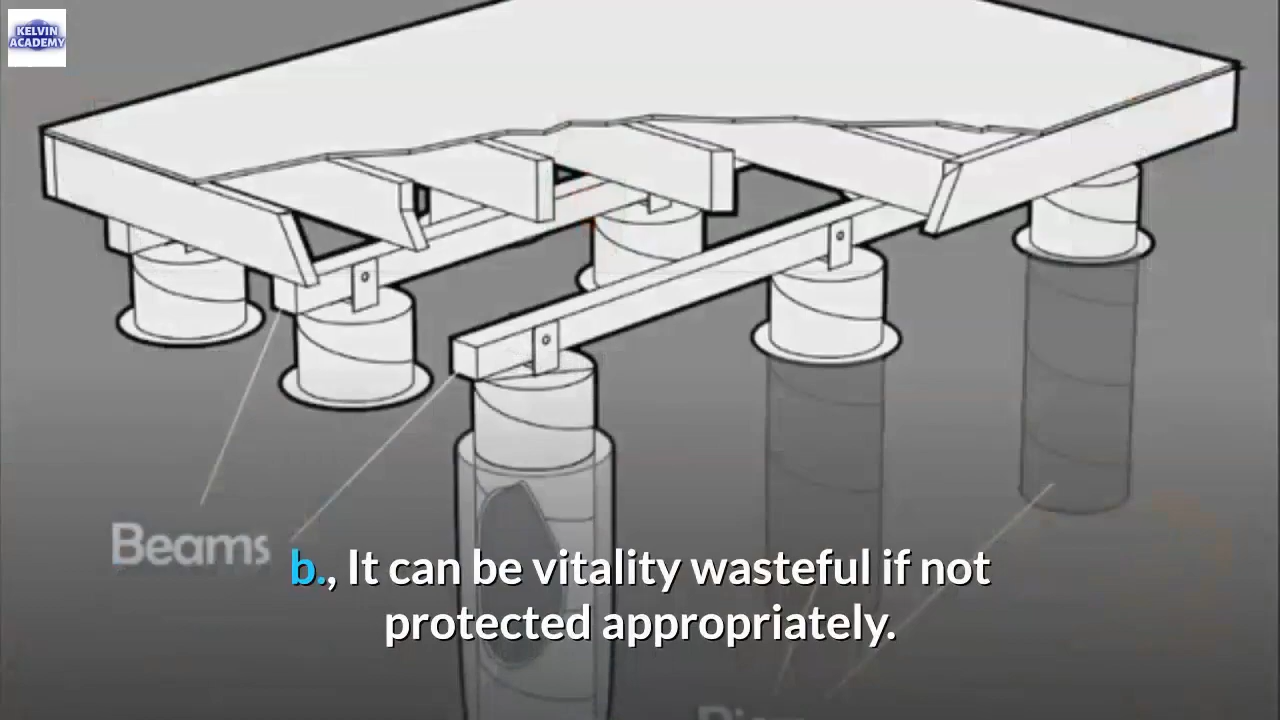 KELVIN
ACADEMY
Beams
b., It can be vitality wasteful if not
protected appropriately.